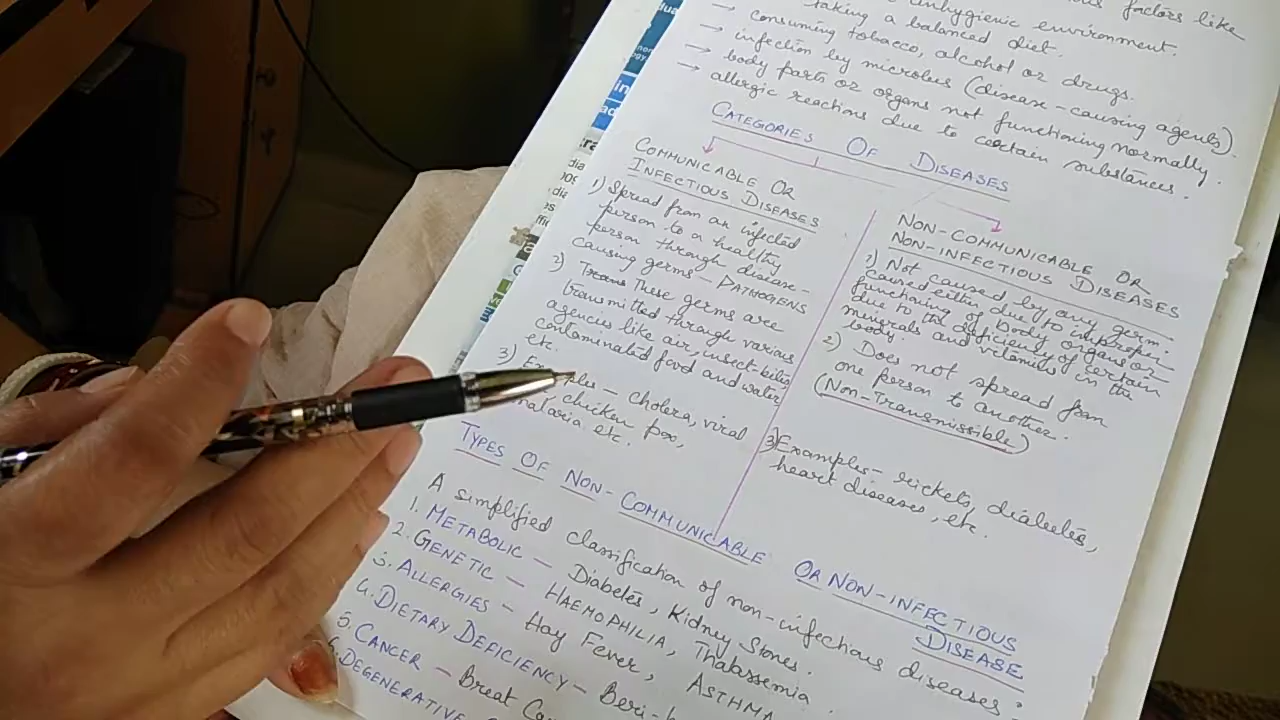 factors like
unhygienic environment.
taking a balanced diet.
→ consuming tobacco, alcohol or drugs.
→ infection by microbes (disease-causing agents).
→ body parts or organs not functioning normally.
→ allergic reactions due to certain substances.
CATEGORIES OF DISEASES
COMMUNICABLE OR
INFECTIOUS DISEASES
1) Spread from an infected
person to a healthy
person through disease-
causing germs - PATHOGENS
2) Trans These germs are
transmitted through various
agencies like air, insect-bite,
contaminated food and water
etc.
3) - Cholera, viral
chicken pox,
malaria etc.
NON-COMMUNICABLE OR
NON-INFECTIOUS DISEASES
1) Not caused by any germ-
caused either due to improper
functioning of body organs or
due to the deficiency of certain
minerals and vitamins in the
body.
2) Does not spread from
one person to another.
(Non-Transmissible)
3) Examples- rickets, diabetes,
heart diseases, etc.
TYPES OF NON-COMMUNICABLE OR NON-INFECTIOUS
DISEASE
A simplified classification of non-infectious diseases:
1. METABOLIC - Diabetes, Kidney Stones.
2. GENETIC - HAEMOPHILIA, Thalassemia.
3. ALLERGIES - Hay Fever, ASTHMA
4. DIETARY DEFICIENCY - Beri-
5. CANCER - Breat
DEGENERATIVE